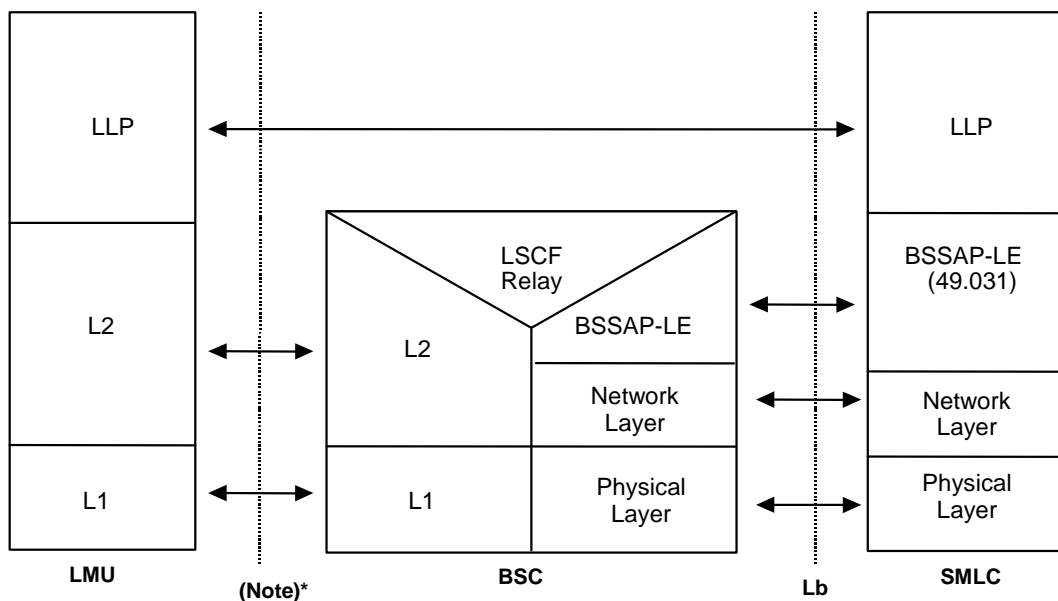 LLP
LLP
LSCF
Relay
BSSAP-LE
(49.031)
L2
L2
BSSAP-LE
Network
Layer
Network
Layer
L1
L1
Physical
Layer
Physical
Layer
LMU
(Note)*
BSC
Lb
SMLC